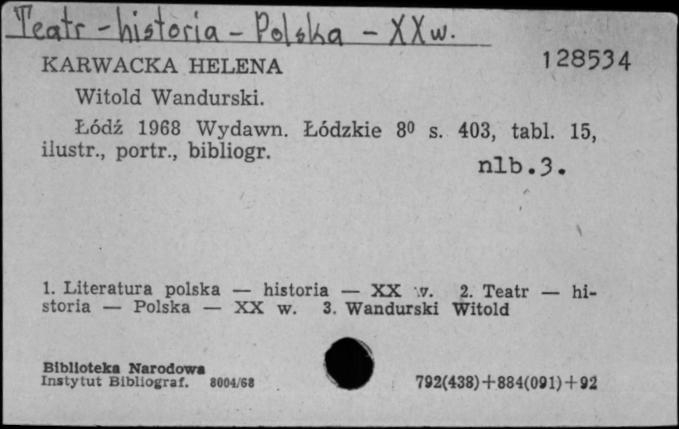 Teatr - historia - Polska - XX w.
KARWACKA HELENA 128534
Witold Wandurski.
Łódź 1968 Wydawn. Łódzkie 8⁰ s. 403, tabl. 15,
ilustr., portr., bibliogr.
nlb.3.
1. Literatura polska — historia — XX w. 2. Teatr — hi-
storia — Polska — XX w. 3. Wandurski Witold
Biblioteka Narodowa
Instytut Bibliograf. 8004/68 792(438)+884(091)+92